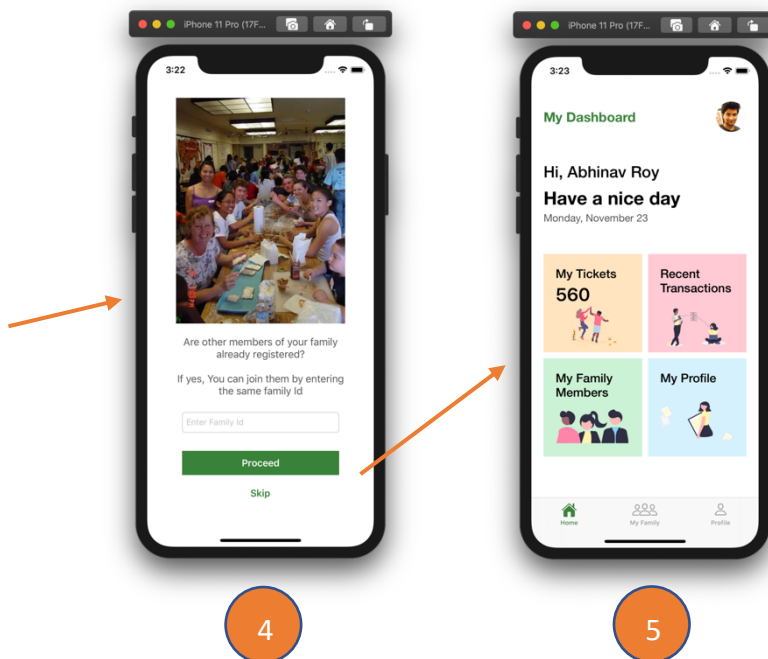 iPhone 11 Pro (17F...
3:22
Are other members of your family
already registered?
If yes, You can join them by entering
the same family Id
Enter Family Id
Proceed
Skip
4
iPhone 11 Pro (17F...
3:23
My Dashboard
Hi, Abhinav Roy
Have a nice day
Monday, November 23
My Tickets
560
Recent
Transactions
My Family
Members
My Profile
Home
My Family
Profile
5